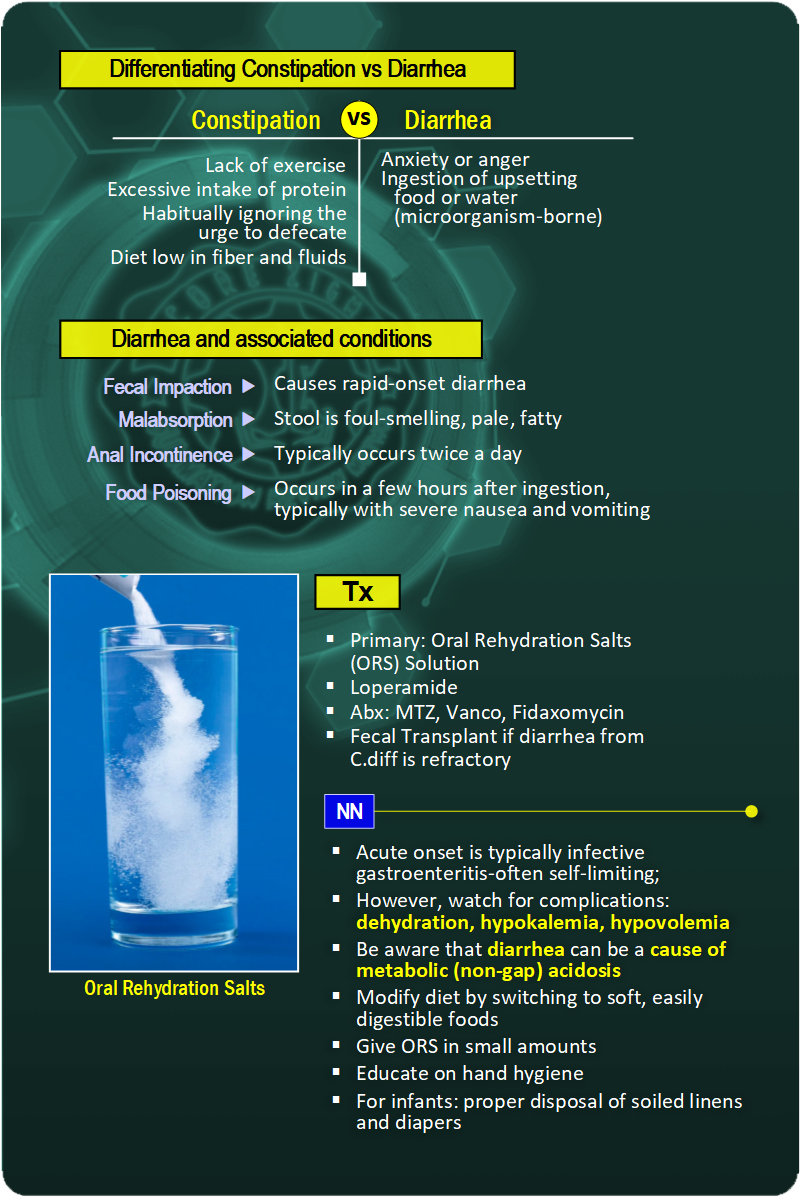 Differentiating Constipation vs Diarrhea
Constipation vs Diarrhea
Lack of exercise
Excessive intake of protein
Habitually ignoring the
urge to defecate
Diet low in fiber and fluids
Anxiety or anger
Ingestion of upsetting
food or water
(microorganism-borne)
Diarrhea and associated conditions
Fecal Impaction ▶ Causes rapid-onset diarrhea
Malabsorption ▶ Stool is foul-smelling, pale, fatty
Anal Incontinence ▶ Typically occurs twice a day
Food Poisoning ▶ Occurs in a few hours after ingestion,
typically with severe nausea and vomiting
Tx
▪ Primary: Oral Rehydration Salts
(ORS) Solution
▪ Loperamide
▪ Abx: MTZ, Vanco, Fidaxomycin
▪ Fecal Transplant if diarrhea from
C.diff is refractory
NN
▪ Acute onset is typically infective
gastroenteritis-often self-limiting;
▪ However, watch for complications:
dehydration, hypokalemia, hypovolemia
▪ Be aware that diarrhea can be a cause of
metabolic (non-gap) acidosis
▪ Modify diet by switching to soft, easily
digestible foods
▪ Give ORS in small amounts
▪ Educate on hand hygiene
▪ For infants: proper disposal of soiled linens
and diapers
Oral Rehydration Salts